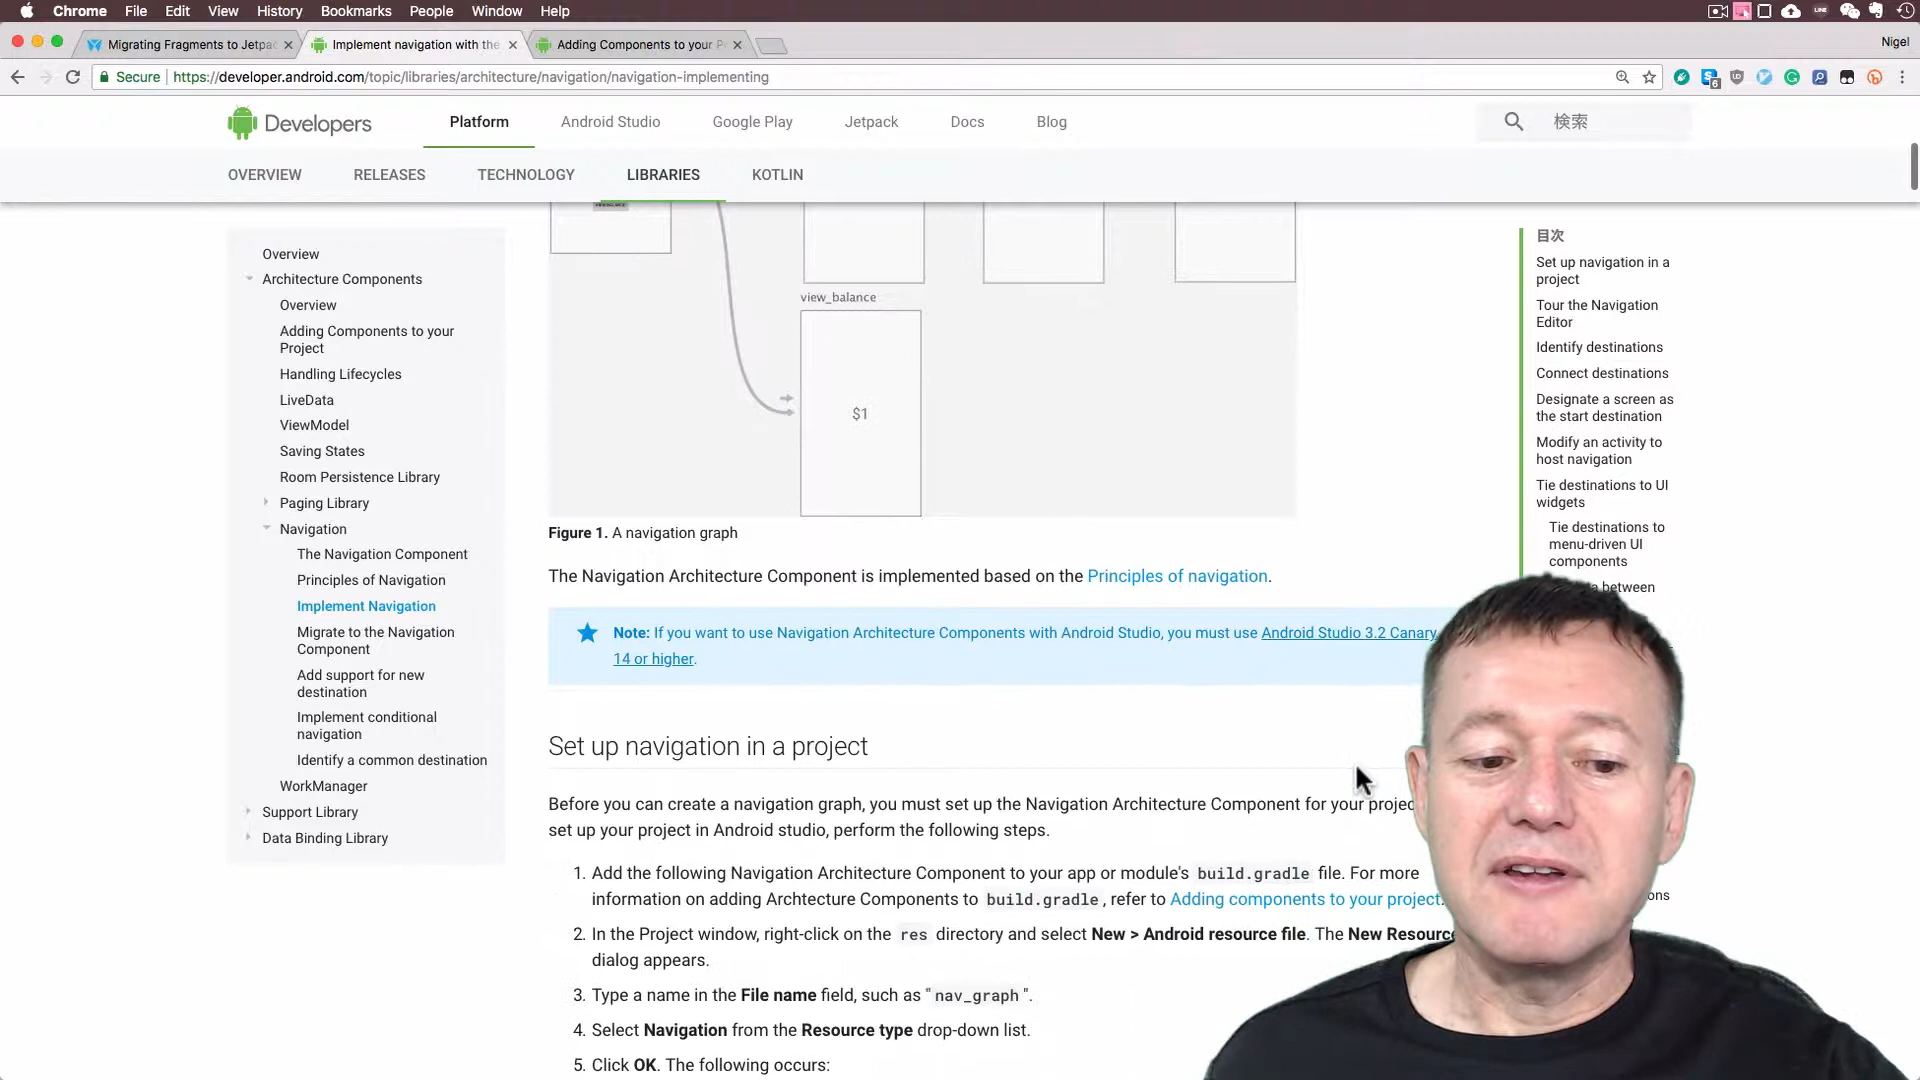 Chrome File Edit View History Bookmarks People Window Help
Migrating Fragments to Jetpa
Implement navigation with the
Adding Components to your P
Nigel
Secure https://developer.android.com/topic/libraries/architecture/navigation/navigation-implementing
6
Developers
Platform Android Studio Google Play Jetpack Docs Blog
検索
OVERVIEW RELEASES TECHNOLOGY LIBRARIES KOTLIN
Overview
Architecture Components
Overview
Adding Components to your
Project
Handling Lifecycles
LiveData
ViewModel
Saving States
Room Persistence Library
Paging Library
Navigation
The Navigation Component
Principles of Navigation
Implement Navigation
Migrate to the Navigation
Component
Add support for new
destination
Implement conditional
navigation
Identify a common destination
WorkManager
Support Library
Data Binding Library
view_balance
$1
Figure 1. A navigation graph
The Navigation Architecture Component is implemented based on the Principles of navigation.
Note: If you want to use Navigation Architecture Components with Android Studio, you must use Android Studio 3.2 Canary
14 or higher.
Set up navigation in a project
Before you can create a navigation graph, you must set up the Navigation Architecture Component for your projec
set up your project in Android studio, perform the following steps.
1. Add the following Navigation Architecture Component to your app or module's build.gradle file. For more
information on adding Archtecture Components to build.gradle, refer to Adding components to your project.
2. In the Project window, right-click on the res directory and select New > Android resource file. The New Resource
dialog appears.
3. Type a name in the File name field, such as "nav_graph".
4. Select Navigation from the Resource type drop-down list.
5. Click OK. The following occurs:
目次
Set up navigation in a
project
Tour the Navigation
Editor
Identify destinations
Connect destinations
Designate a screen as
the start destination
Modify an activity to
host navigation
Tie destinations to UI
widgets
Tie destinations to
menu-driven UI
components
between
ons